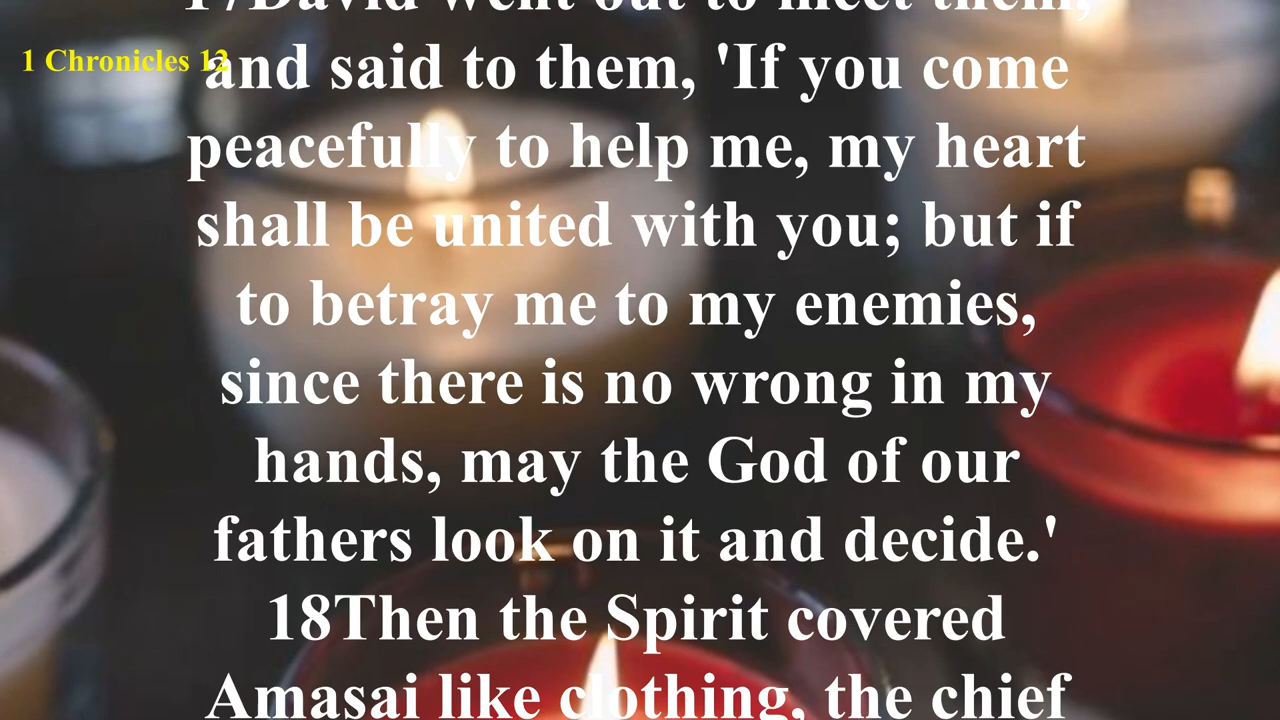 17David went out to meet them,
1 Chronicles 12
and said to them, 'If you come
peacefully to help me, my heart
shall be united with you; but if
to betray me to my enemies,
since there is no wrong in my
hands, may the God of our
fathers look on it and decide.'
18Then the Spirit covered
Amasai like clothing, the chief